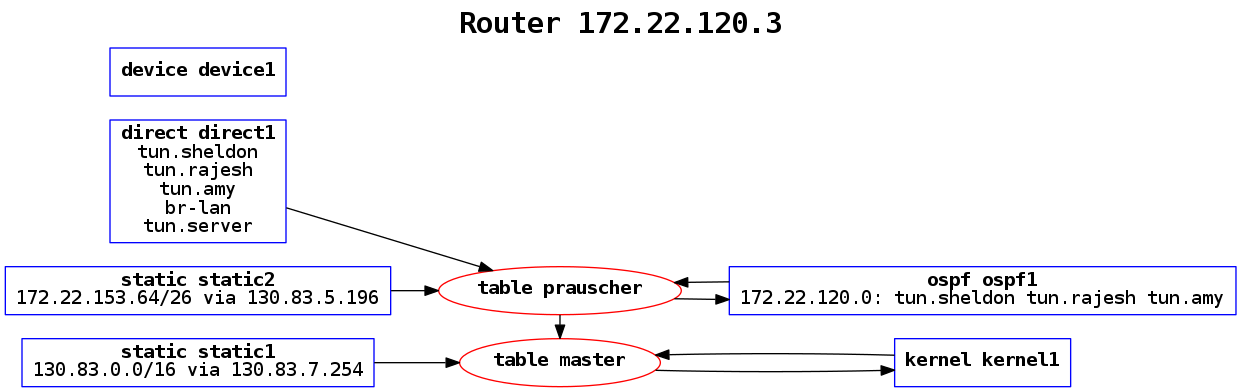 Router 172.22.120.3
device device1
direct direct1
tun.sheldon
tun.rajesh
tun.amy
br-lan
tun.server
static static2
172.22.153.64/26 via 130.83.5.196
table prauscher
ospf ospf1
172.22.120.0: tun.sheldon tun.rajesh tun.amy
static static1
130.83.0.0/16 via 130.83.7.254
table master
kernel kernel1